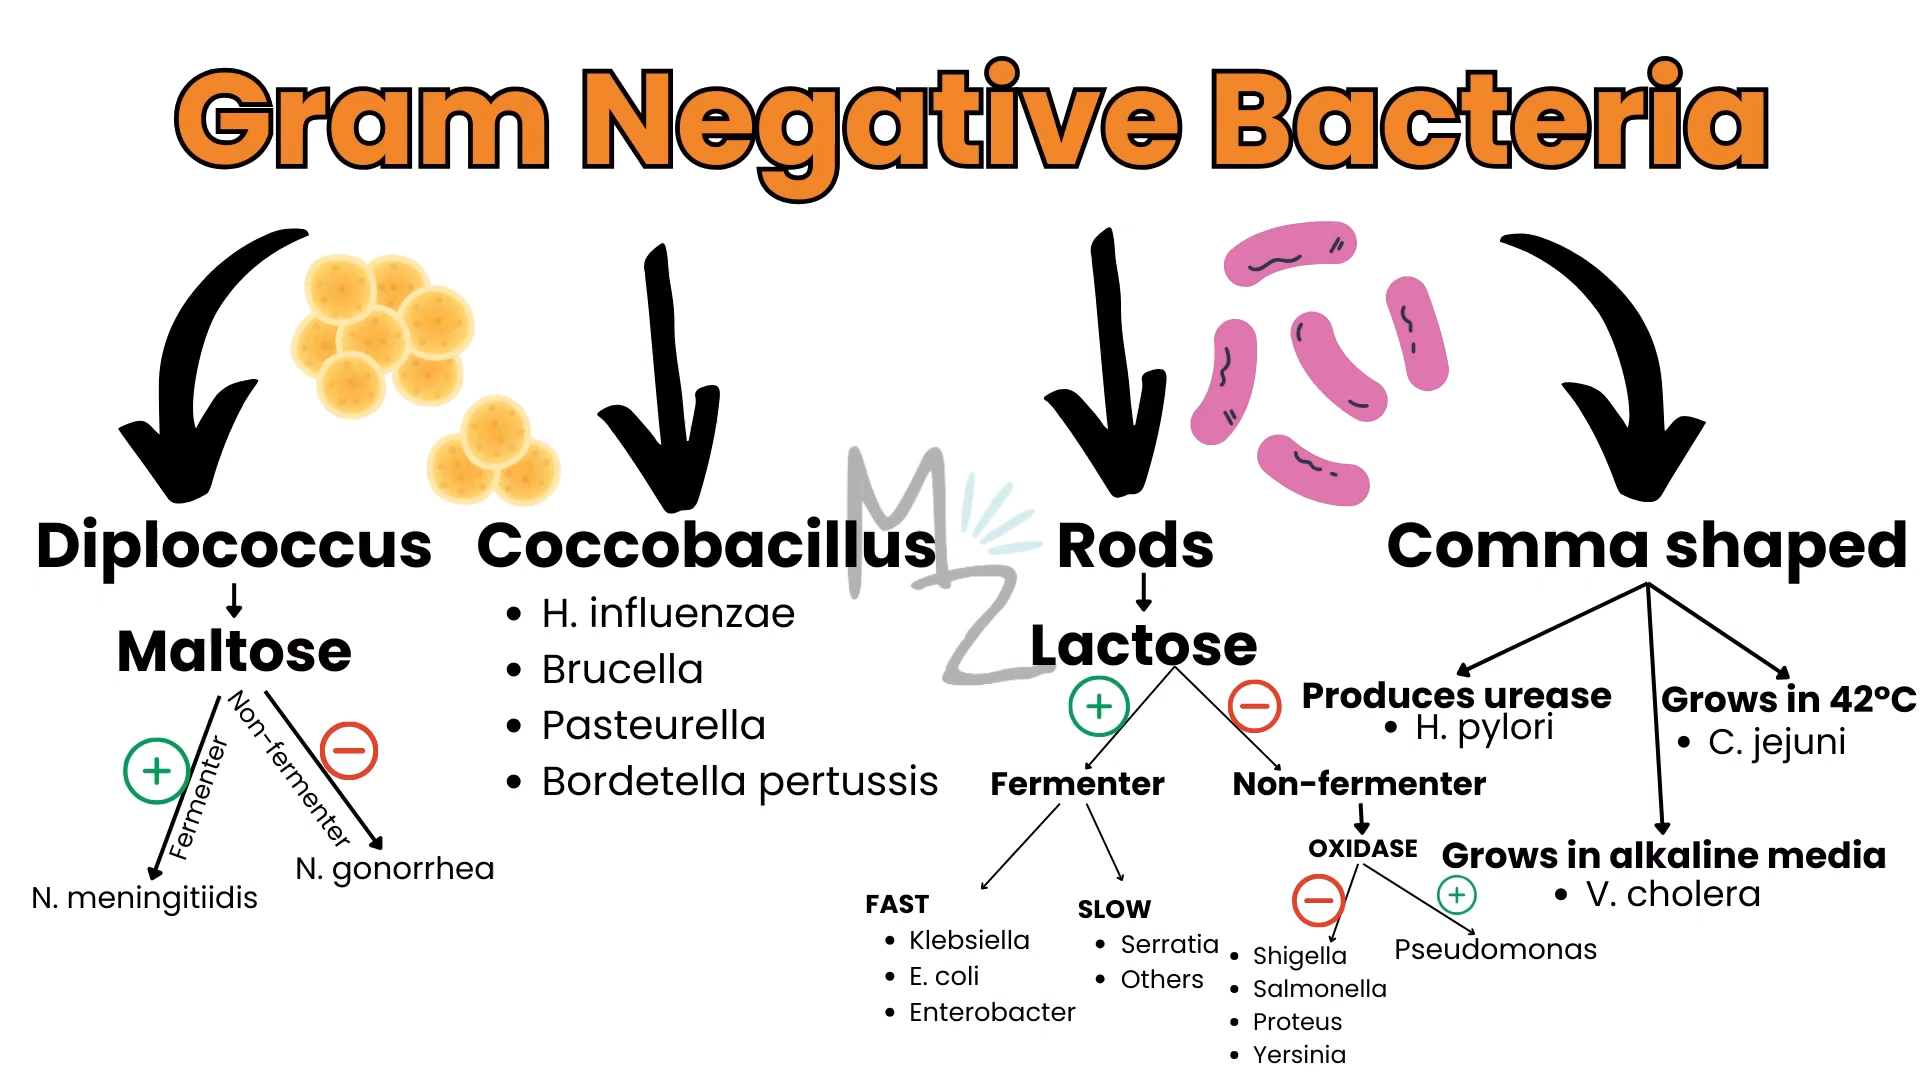 Gram Negative Bacteria
Diplococcus
Maltose
Fermenter
Non-fermenter
N. meningitiidis
N. gonorrhea
Coccobacillus
• H. influenzae
• Brucella
• Pasteurella
• Bordetella pertussis
MZ
Rods
Lactose
Fermenter
FAST
• Klebsiella
• E. coli
• Enterobacter
SLOW
• Serratia
• Others
Non-fermenter
OXIDASE
• Shigella
• Salmonella
• Proteus
• Yersinia
Pseudomonas
Comma shaped
Produces urease
• H. pylori
Grows in alkaline media
• V. cholera
Grows in 42°C
• C. jejuni